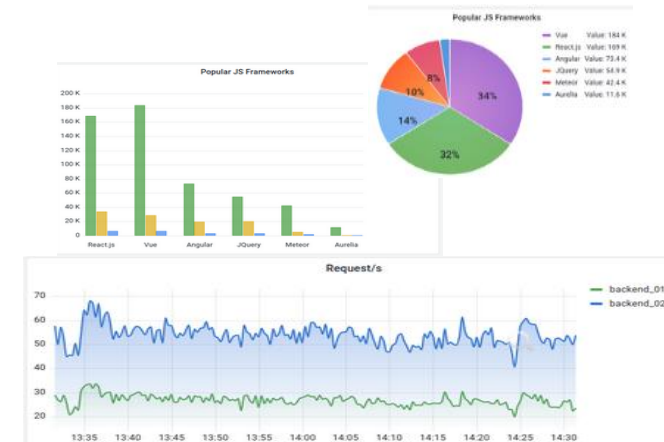 Popular JS Frameworks
Vue Value: 184 K
React.js Value: 169 K
Angular Value: 73.4 K
JQuery Value: 54.9 K
Meteor Value: 42.4 K
Aurelia Value: 11.6 K
8%
10%
34%
14%
32%
Popular JS Frameworks
200 K
180 K
160 K
140 K
120 K
100 K
80 K
60 K
40 K
20 K
0
React.js Vue Angular JQuery Meteor Aurelia
Request/s
backend_01
backend_02
70
60
50
40
30
20
13:35 13:40 13:45 13:50 13:55 14:00 14:05 14:10 14:15 14:20 14:25 14:30